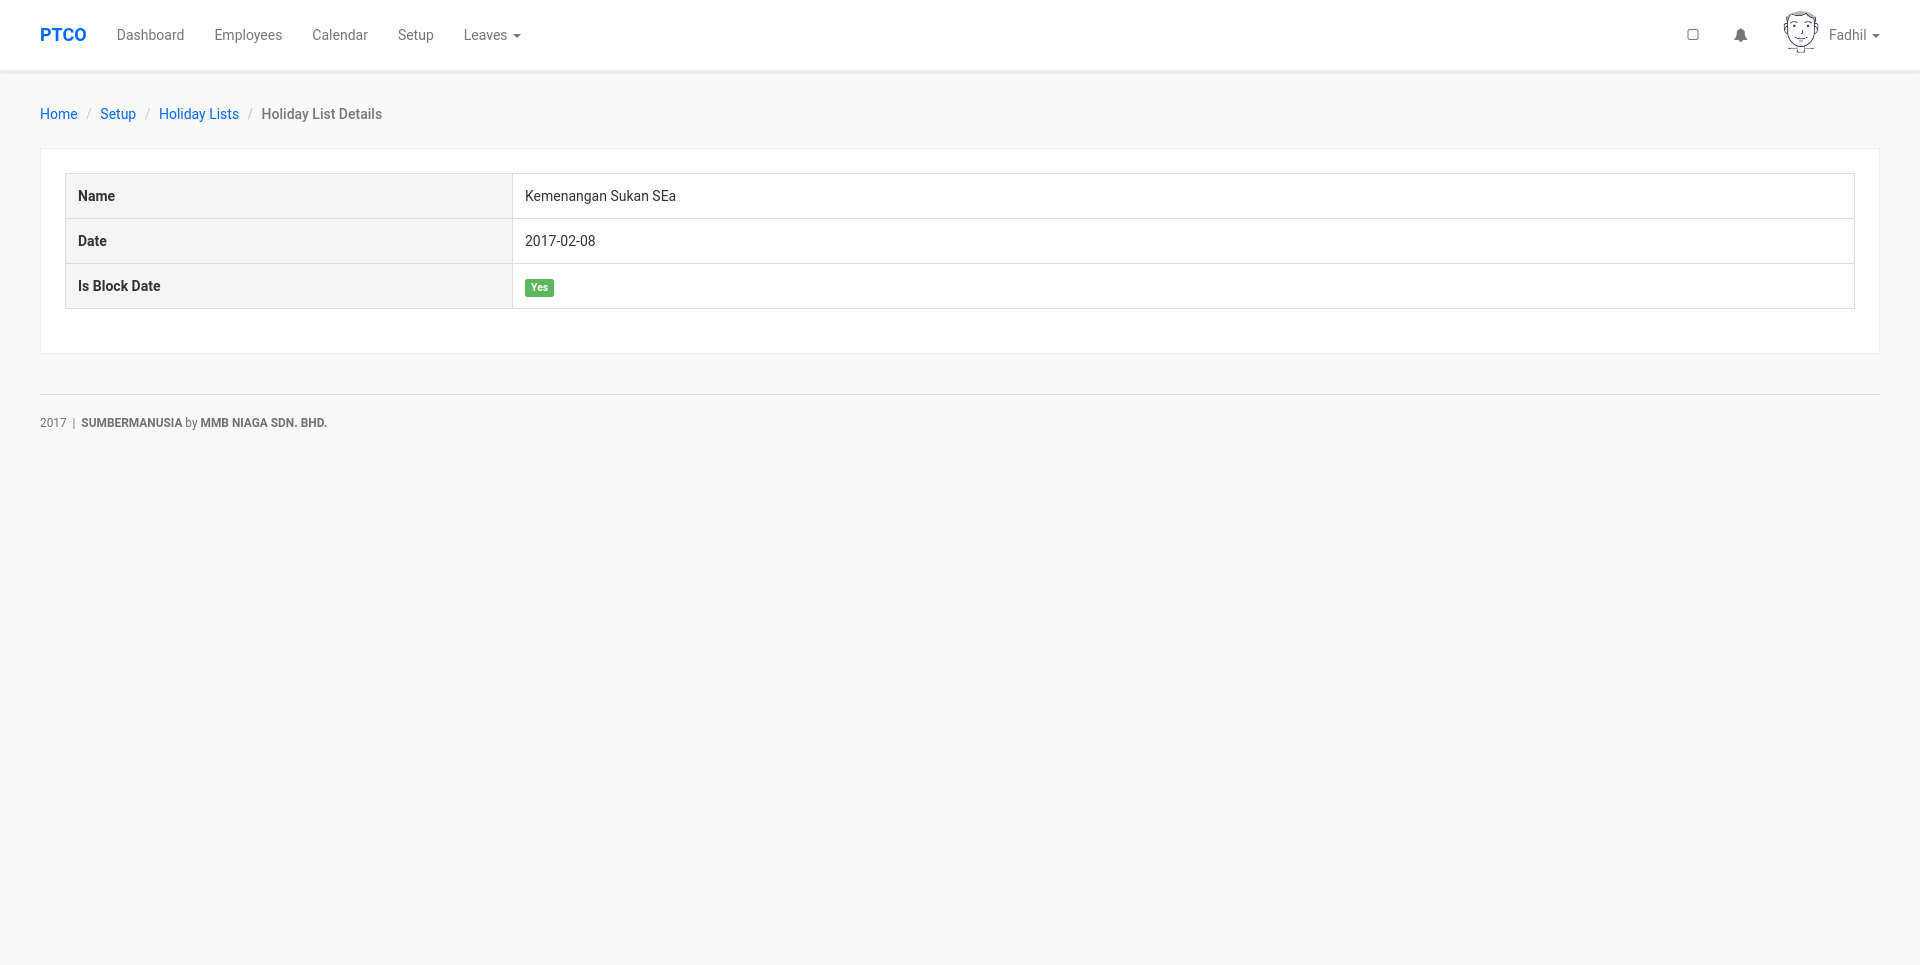 PTCO Dashboard Employees Calendar Setup Leaves Fadhil
Home / Setup / Holiday Lists / Holiday List Details
Name Kemenangan Sukan SEa
Date 2017-02-08
Is Block Date Yes
2017 | SUMBERMANUSIA by MMB NIAGA SDN. BHD.